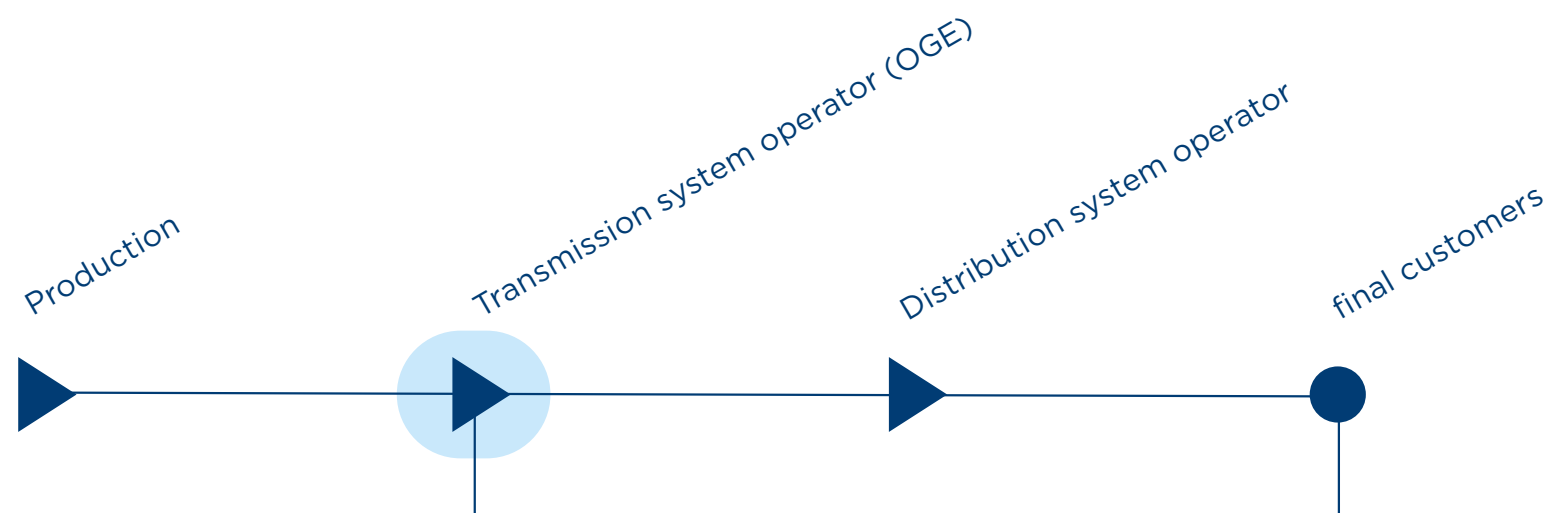 Production
Transmission system operator (OGE)
Distribution system operator
final customers